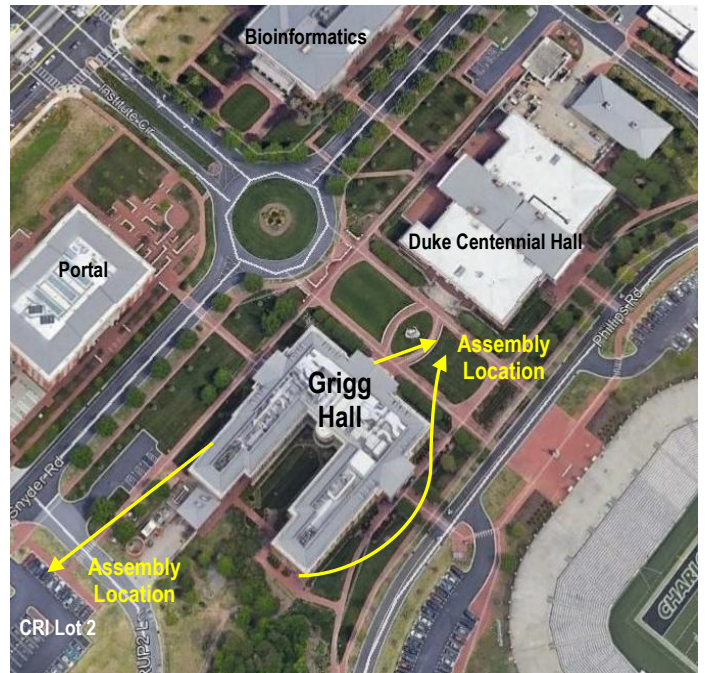 Bioinformatics
Institute Cir
Duke Centennial Hall
Portal
Phillips Rd
Assembly
Location
Grigg
Hall
Snyder Rd
Assembly
Location
CRI Lot 2
RUP2 L
CHARL